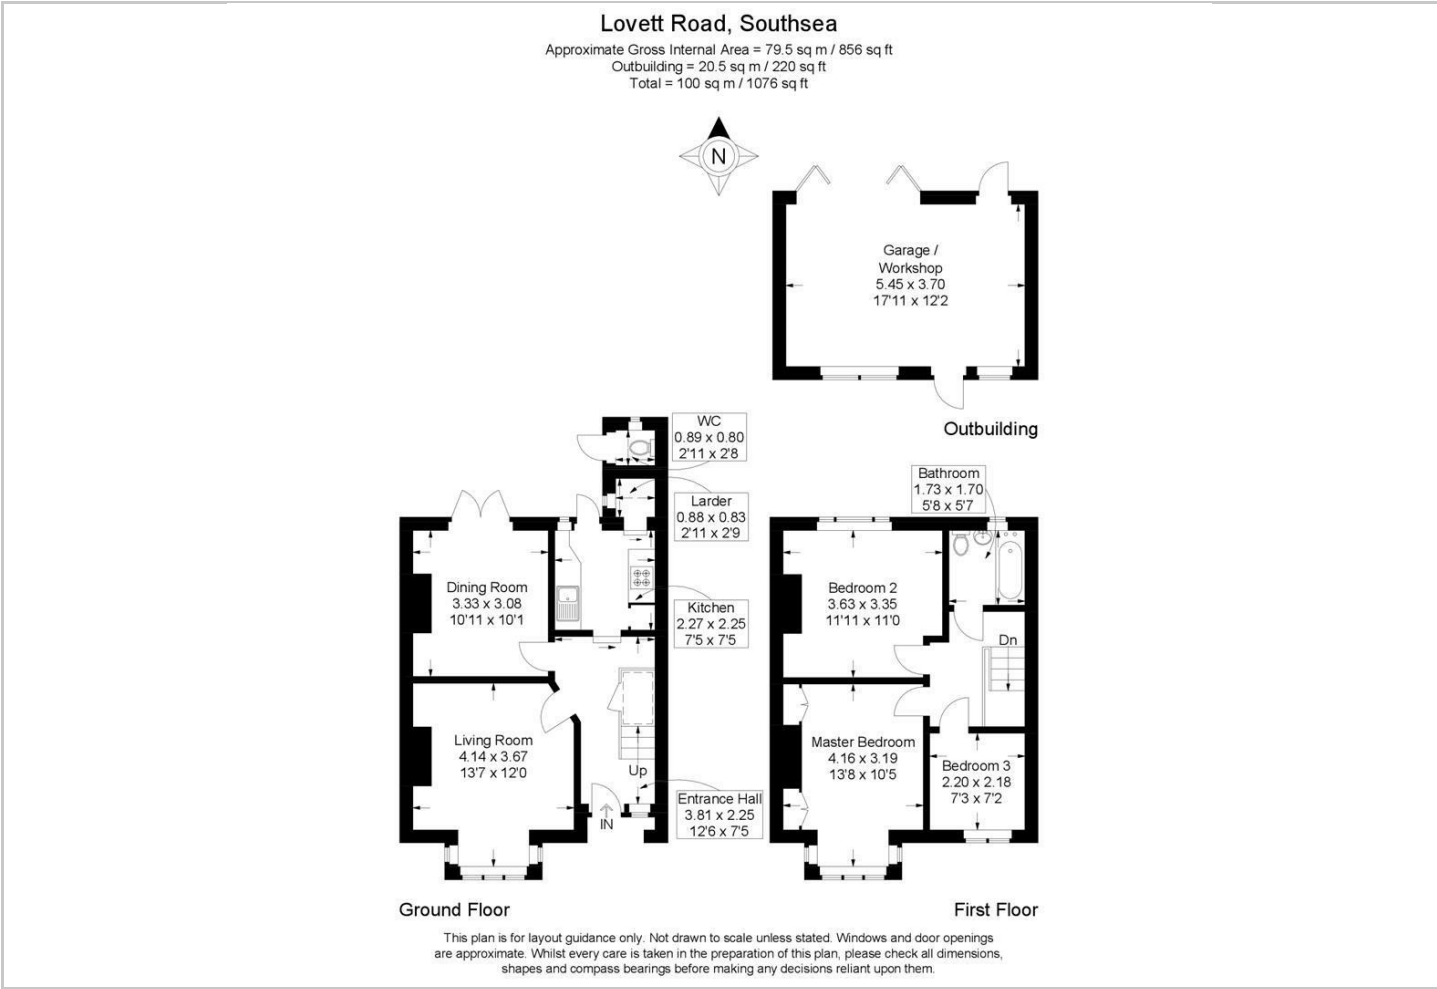 Lovett Road, Southsea
Approximate Gross Internal Area = 79.5 sq m / 856 sq ft
Outbuilding = 20.5 sq m / 220 sq ft
Total = 100 sq m / 1076 sq ft
N
Garage /
Workshop
5.45 x 3.70
17'11 x 12'2
Outbuilding
WC
0.89 x 0.80
2'11 x 2'8
Larder
0.88 x 0.83
2'11 x 2'9
Dining Room
3.33 x 3.08
10'11 x 10'1
Kitchen
2.27 x 2.25
7'5 x 7'5
Living Room
4.14 x 3.67
13'7 x 12'0
Up
IN
Entrance Hall
3.81 x 2.25
12'6 x 7'5
Ground Floor
Bathroom
1.73 x 1.70
5'8 x 5'7
Bedroom 2
3.63 x 3.35
11'11 x 11'0
Dn
Master Bedroom
4.16 x 3.19
13'8 x 10'5
Bedroom 3
2.20 x 2.18
7'3 x 7'2
First Floor
This plan is for layout guidance only. Not drawn to scale unless stated. Windows and door openings
are approximate. Whilst every care is taken in the preparation of this plan, please check all dimensions,
shapes and compass bearings before making any decisions reliant upon them.